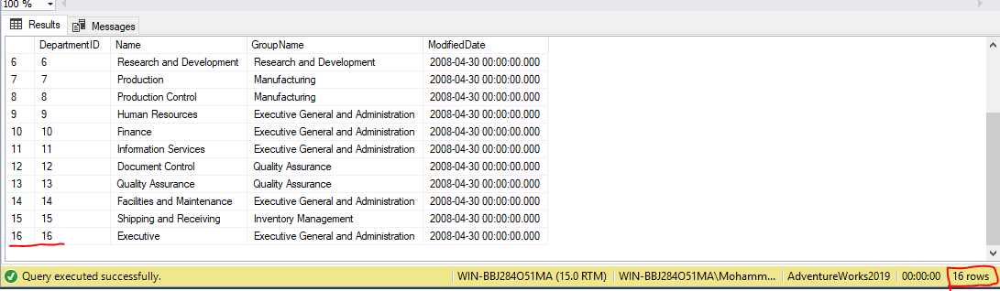 100 %
Results Messages
DepartmentID Name GroupName ModifiedDate
6 6 Research and Development Research and Development 2008-04-30 00:00:00.000
7 7 Production Manufacturing 2008-04-30 00:00:00.000
8 8 Production Control Manufacturing 2008-04-30 00:00:00.000
9 9 Human Resources Executive General and Administration 2008-04-30 00:00:00.000
10 10 Finance Executive General and Administration 2008-04-30 00:00:00.000
11 11 Information Services Executive General and Administration 2008-04-30 00:00:00.000
12 12 Document Control Quality Assurance 2008-04-30 00:00:00.000
13 13 Quality Assurance Quality Assurance 2008-04-30 00:00:00.000
14 14 Facilities and Maintenance Executive General and Administration 2008-04-30 00:00:00.000
15 15 Shipping and Receiving Inventory Management 2008-04-30 00:00:00.000
16 16 Executive Executive General and Administration 2008-04-30 00:00:00.000
Query executed successfully. WIN-BBJ284O51MA (15.0 RTM) WIN-BBJ284O51MA\Mohamm... AdventureWorks2019 00:00:00 16 rows